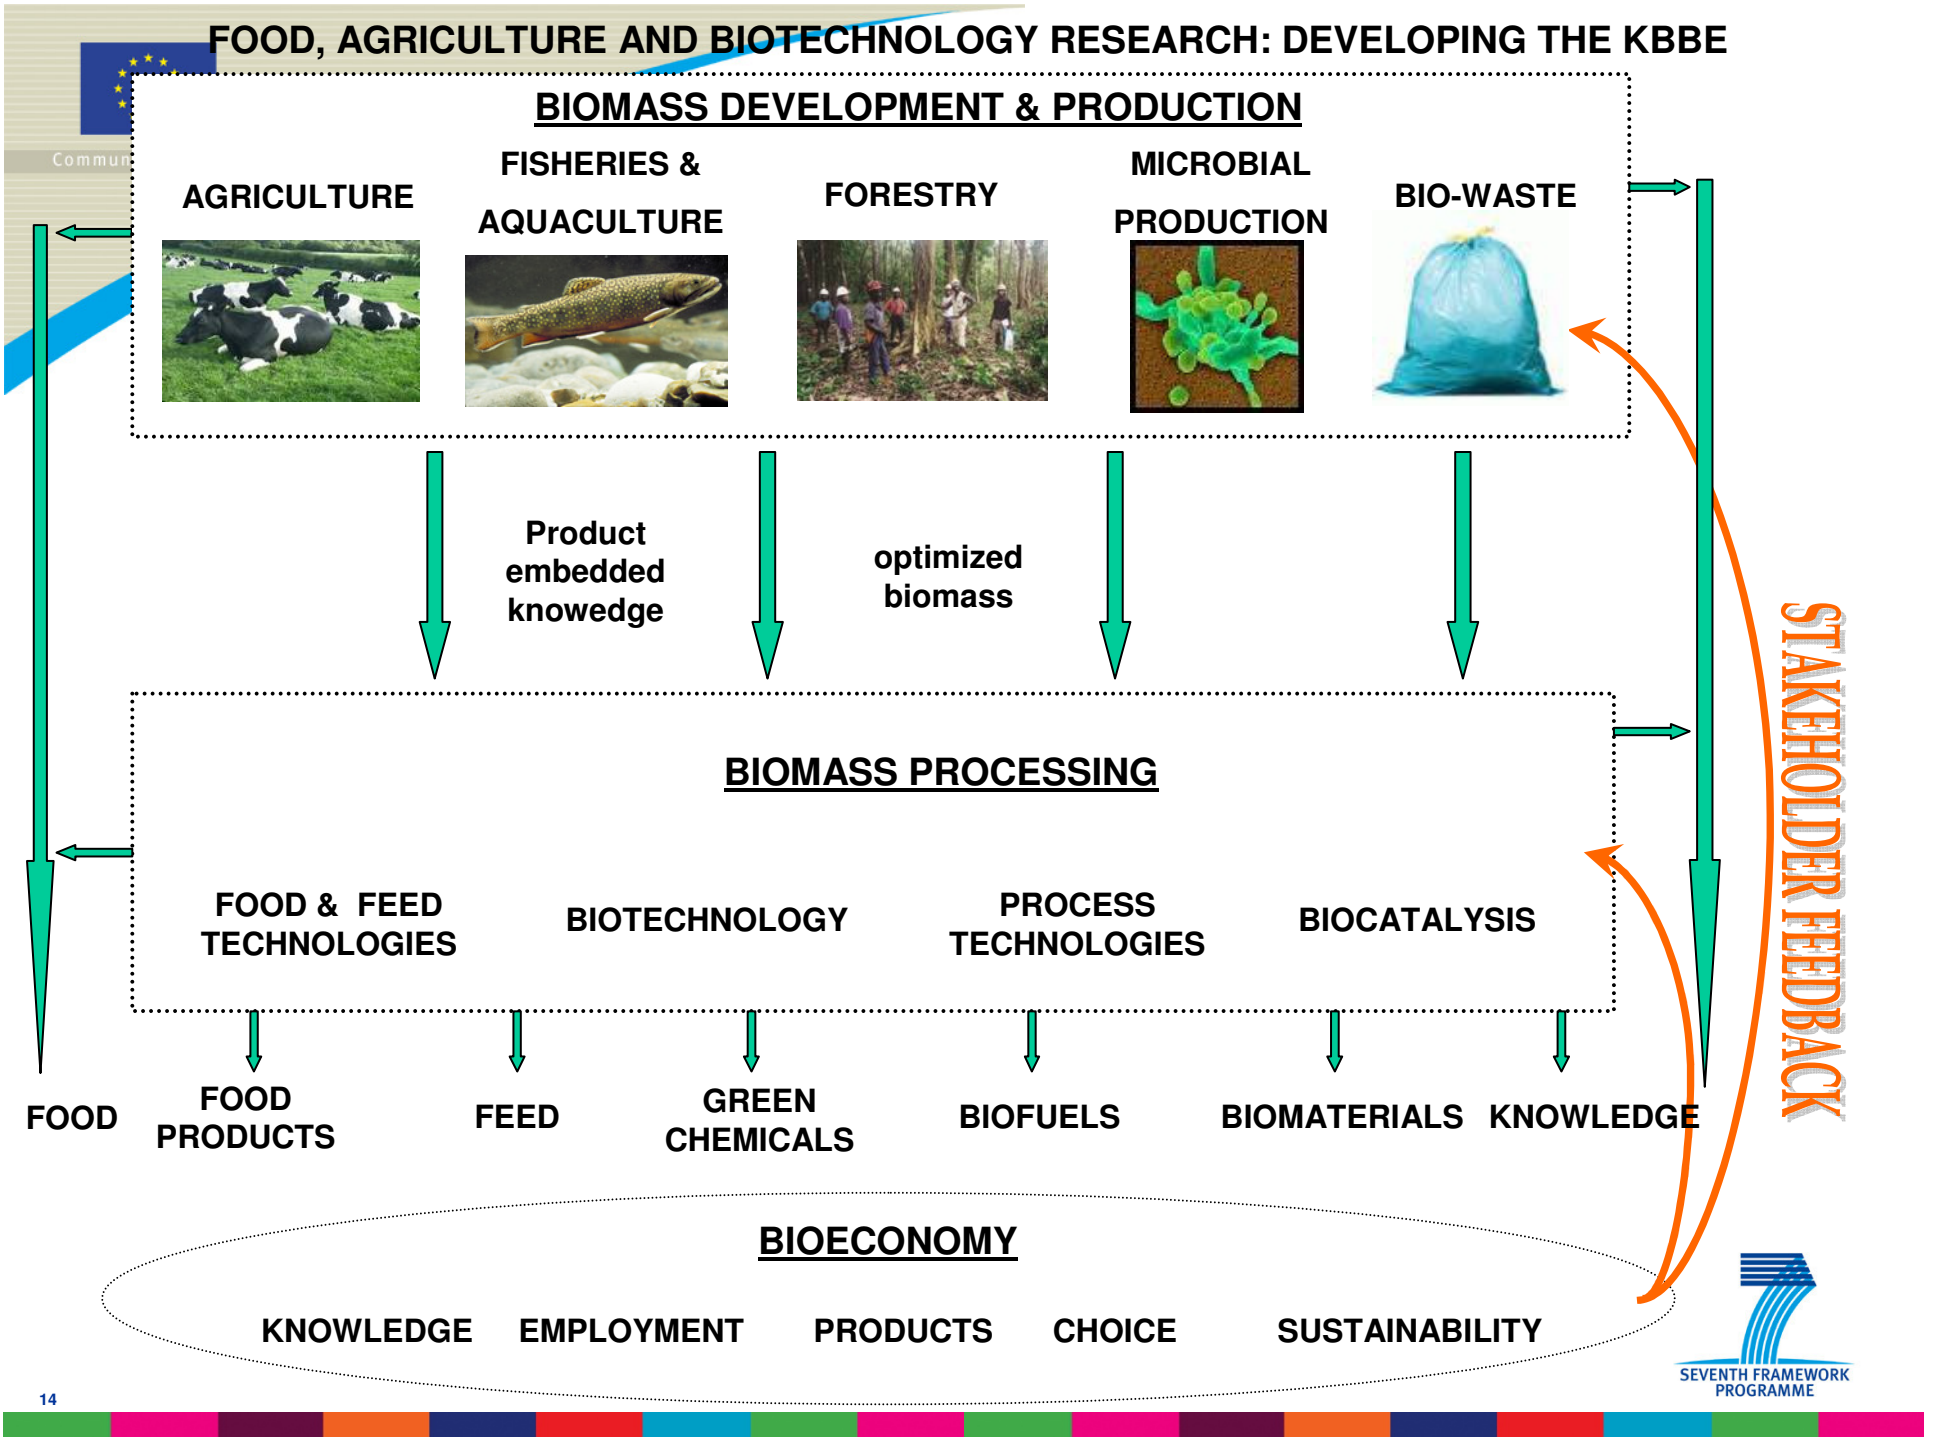 FOOD, AGRICULTURE AND BIOTECHNOLOGY RESEARCH: DEVELOPING THE KBBE
Commun
BIOMASS DEVELOPMENT & PRODUCTION
AGRICULTURE
FISHERIES &
AQUACULTURE
FORESTRY
MICROBIAL
PRODUCTION
BIO-WASTE
Product
embedded
knowedge
optimized
biomass
STAKEHOLDER FEEDBACK
BIOMASS PROCESSING
FOOD & FEED
TECHNOLOGIES
BIOTECHNOLOGY
PROCESS
TECHNOLOGIES
BIOCATALYSIS
FOOD
FOOD
PRODUCTS
FEED
GREEN
CHEMICALS
BIOFUELS
BIOMATERIALS
KNOWLEDGE
BIOECONOMY
KNOWLEDGE EMPLOYMENT PRODUCTS CHOICE SUSTAINABILITY
SEVENTH FRAMEWORK
PROGRAMME
14